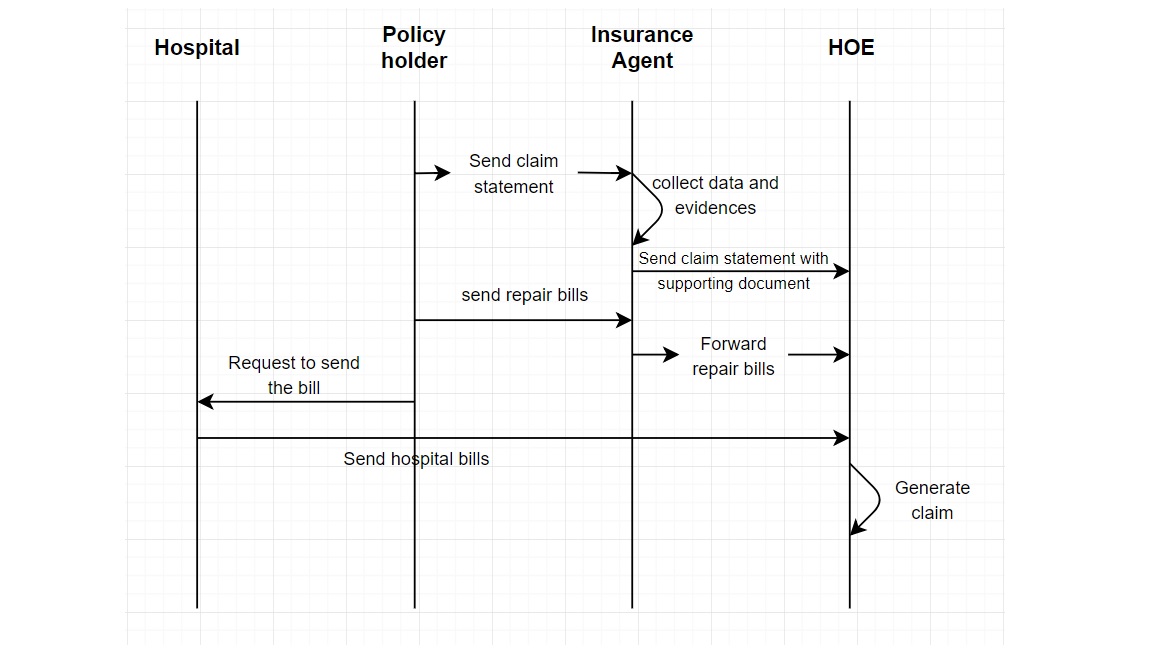 Hospital
Policy
holder
Insurance
Agent
HOE
Send claim
statement
collect data and
evidences
Send claim statement with
supporting document
send repair bills
Forward
repair bills
Request to send
the bill
Send hospital bills
Generate
claim